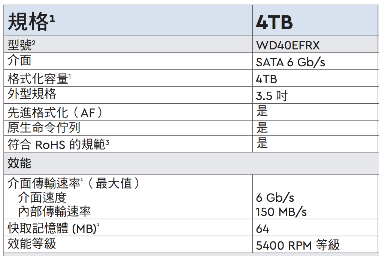 規格¹ 4TB
型號² WD40EFRX
介面 SATA 6 Gb/s
格式化容量¹ 4TB
外型規格 3.5 吋
先進格式化（AF） 是
原生命令佇列 是
符合 RoHS 的規範³ 是
效能
介面傳輸速率¹（最大值）
介面速度 6 Gb/s
內部傳輸速率 150 MB/s
快取記憶體 (MB)¹ 64
效能等級 5400 RPM 等級